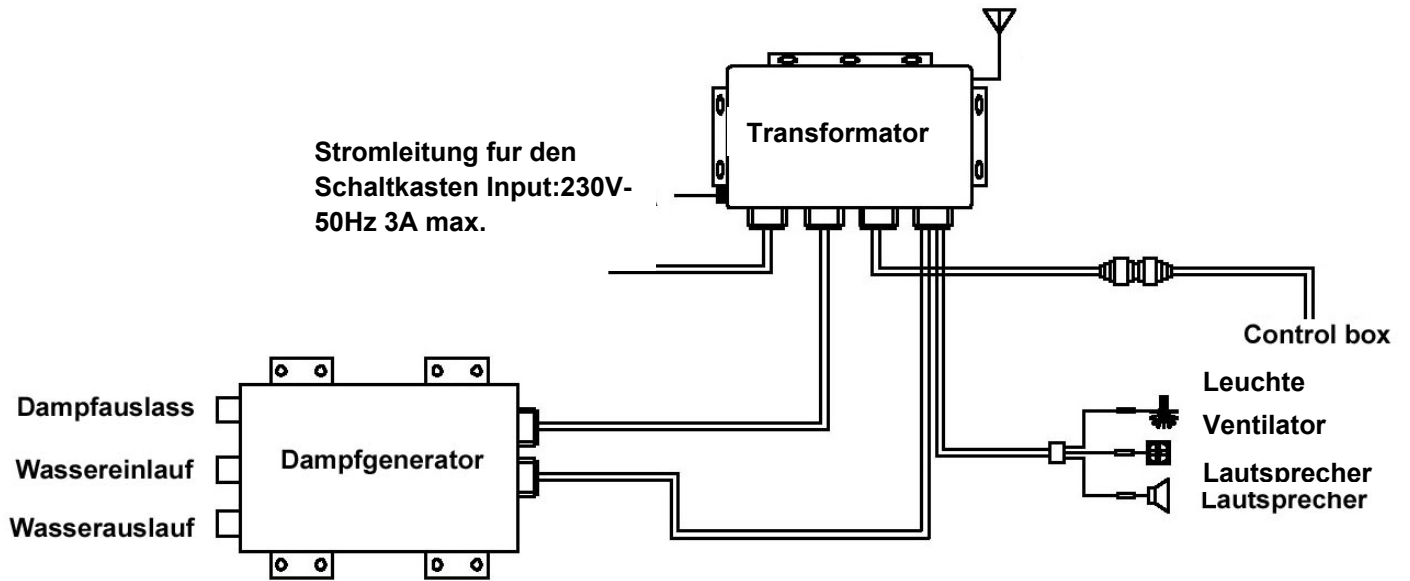 Transformator
Stromleitung fur den
Schaltkasten Input:230V-
50Hz 3A max.
Control box
Dampfauslass
Wassereinlauf
Wasserauslauf
Dampfgenerator
Leuchte
Ventilator
Lautsprecher
Lautsprecher